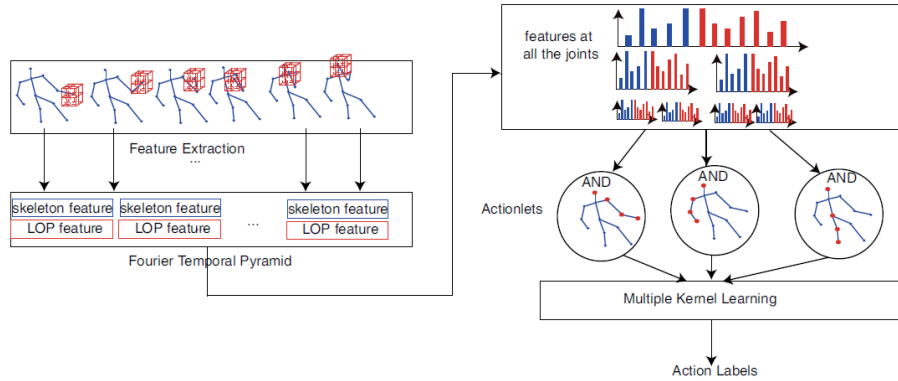 Feature Extraction
...
skeleton feature
LOP feature
skeleton feature
LOP feature
...
skeleton feature
LOP feature
Fourier Temporal Pyramid
features at
all the joints
Actionlets
AND
AND
AND
Multiple Kernel Learning
Action Labels